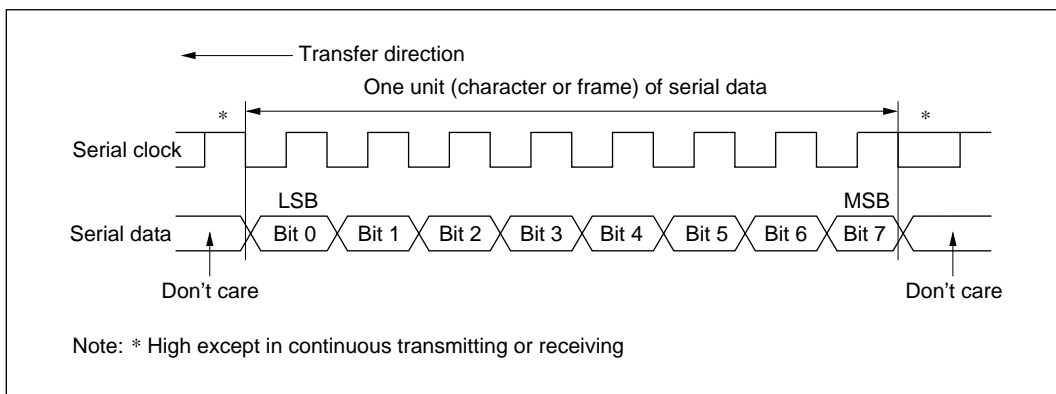 Transfer direction
One unit (character or frame) of serial data
* *
Serial clock
LSB MSB
Serial data Bit 0 Bit 1 Bit 2 Bit 3 Bit 4 Bit 5 Bit 6 Bit 7
Don’t care Don’t care
Note: * High except in continuous transmitting or receiving